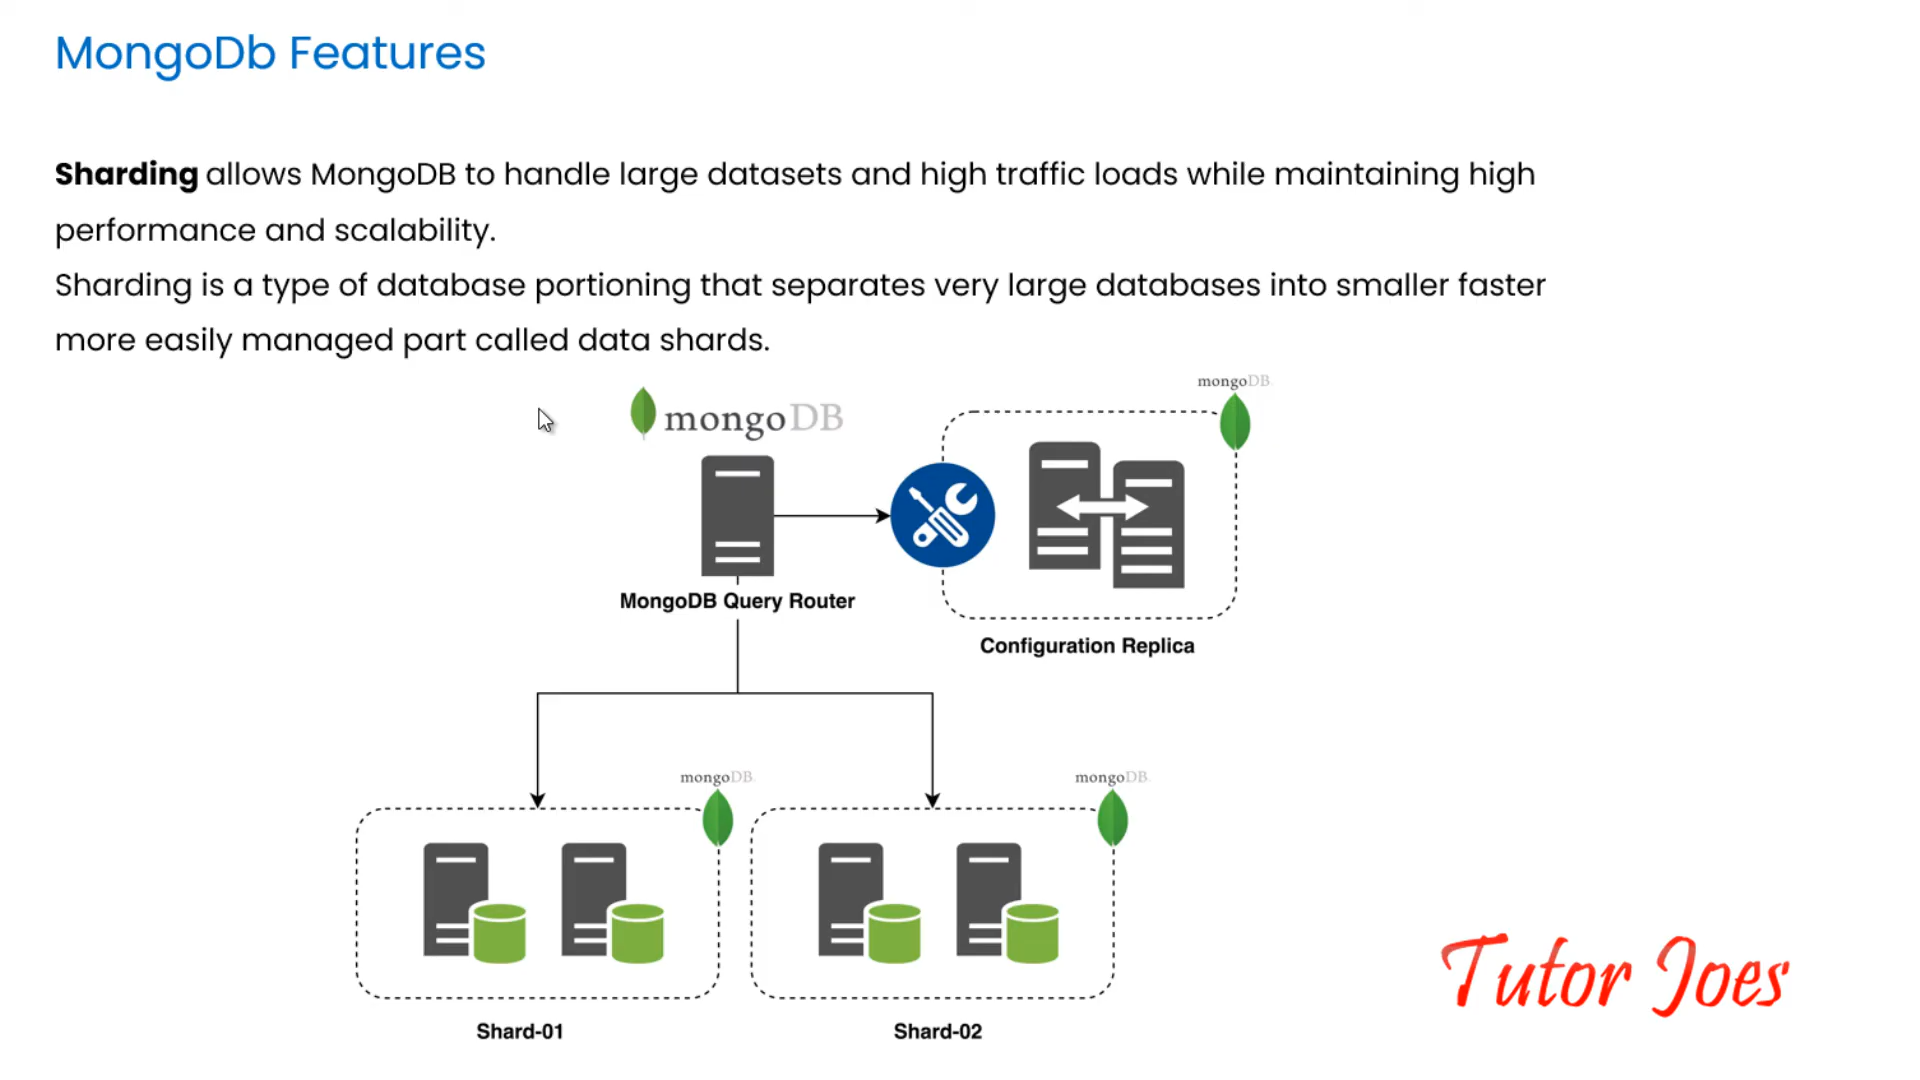 MongoDb Features
Sharding allows MongoDB to handle large datasets and high traffic loads while maintaining high
performance and scalability.
Sharding is a type of database portioning that separates very large databases into smaller faster
more easily managed part called data shards.
mongoDB
mongoDB
MongoDB Query Router
Configuration Replica
mongoDB
mongoDB
Shard-01
Shard-02
Tutor Joes